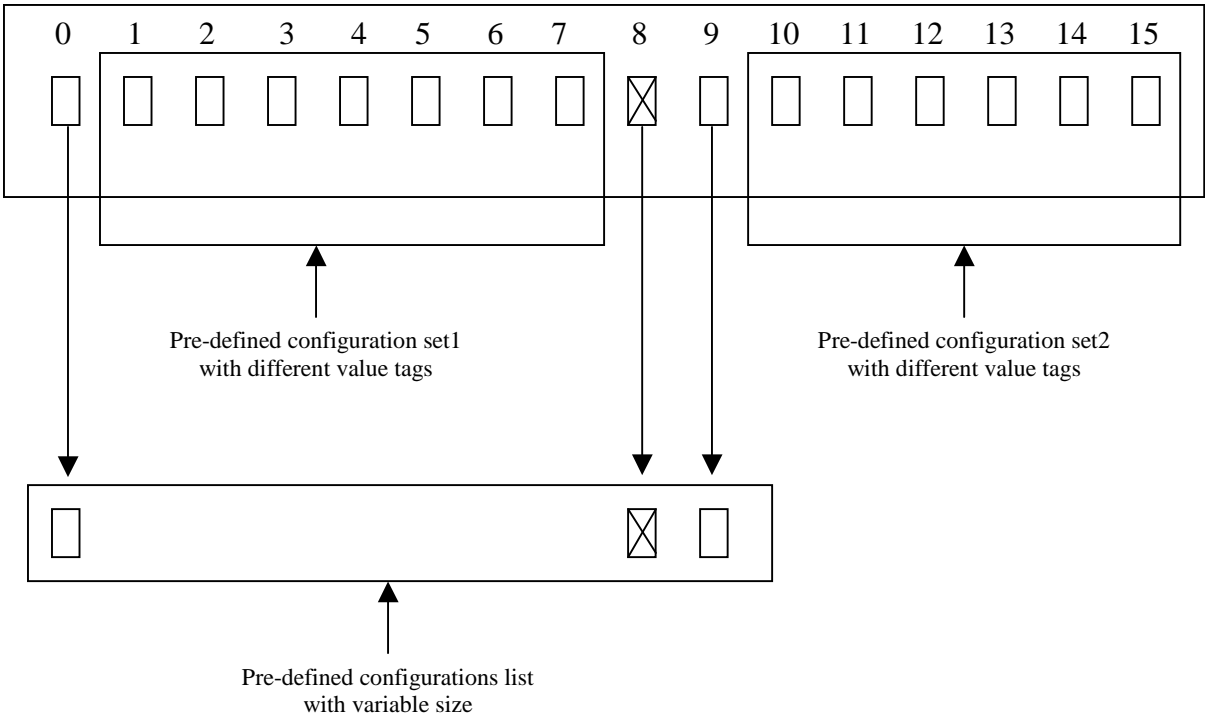 0 1 2 3 4 5 6 7 8 9 10 11 12 13 14 15
Pre-defined configuration set1
with different value tags
Pre-defined configuration set2
with different value tags
Pre-defined configurations list
with variable size